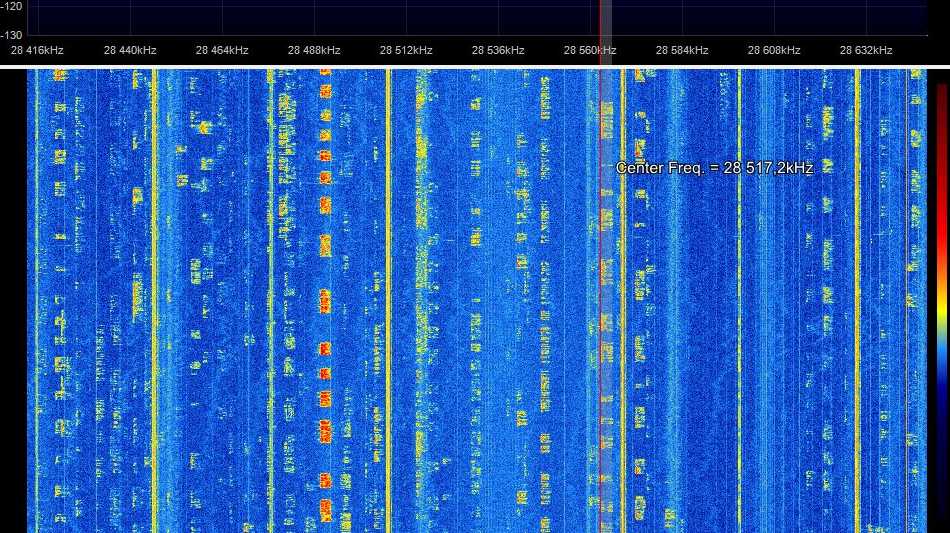 -120
-130
28 416kHz 28 440kHz 28 464kHz 28 488kHz 28 512kHz 28 536kHz 28 560kHz 28 584kHz 28 608kHz 28 632kHz
Center Freq. = 28 517,2kHz